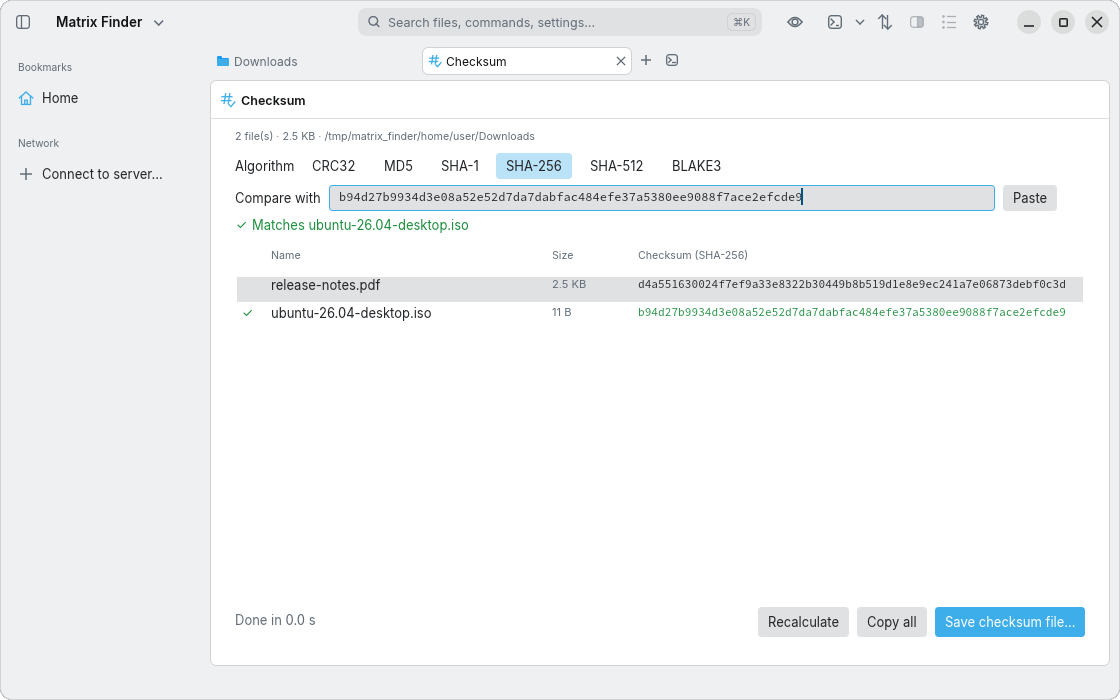 Matrix Finder
Search files, commands, settings...
⌘K
Bookmarks
Home
Network
Connect to server...
Downloads
Checksum
Checksum
2 file(s) · 2.5 KB · /tmp/matrix_finder/home/user/Downloads
Algorithm CRC32 MD5 SHA-1 SHA-256 SHA-512 BLAKE3
Compare with b94d27b9934d3e08a52e52d7da7dabfac484efe37a5380ee9088f7ace2efcde9 Paste
Matches ubuntu-26.04-desktop.iso
Name Size Checksum (SHA-256)
release-notes.pdf 2.5 KB d4a551630024f7ef9a33e8322b30449b8b519d1e8e9ec241a7e06873debf0c3d
ubuntu-26.04-desktop.iso 11 B b94d27b9934d3e08a52e52d7da7dabfac484efe37a5380ee9088f7ace2efcde9
Done in 0.0 s
Recalculate Copy all Save checksum file...